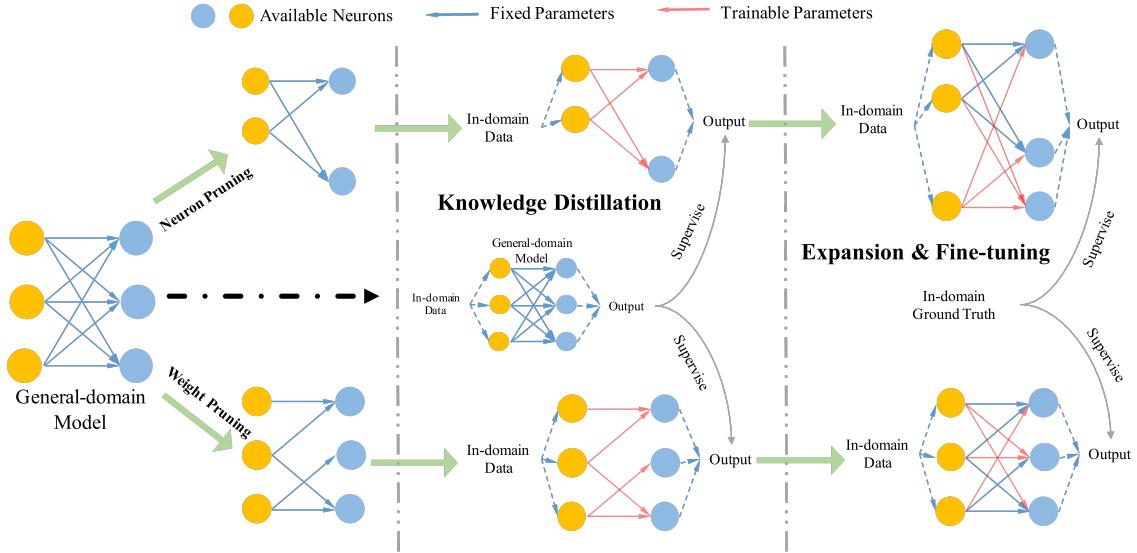 Available Neurons
Fixed Parameters
Trainable Parameters
Neuron Pruning
General-domain
Model
Weight Pruning
In-domain
Data
Output
Knowledge Distillation
General-domain
Model
In-domain
Data
Output
Supervise
Supervise
In-domain
Data
Output
In-domain
Data
Output
Expansion & Fine-tuning
Supervise
In-domain
Ground Truth
Supervise
In-domain
Data
Output